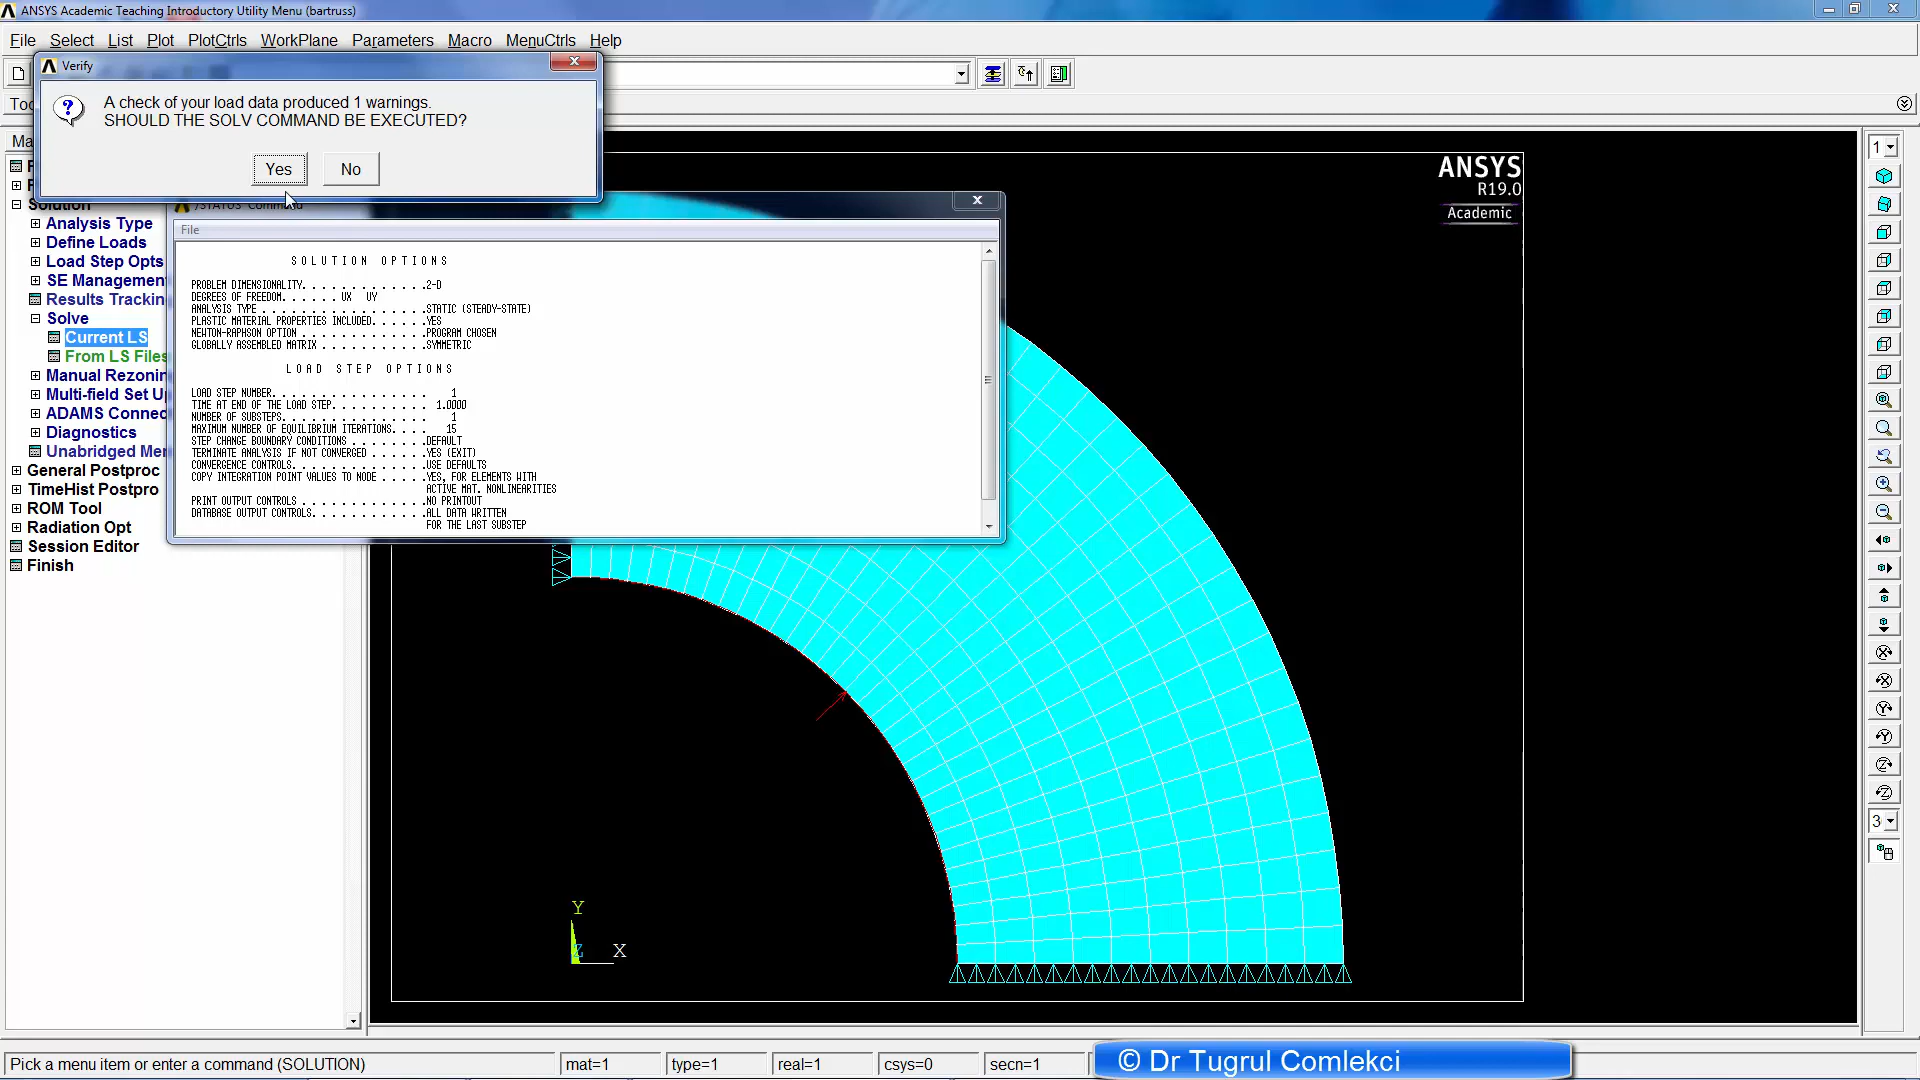 ANSYS Academic Teaching Introductory Utility Menu (bartruss)
File Select List Plot PlotCtrls WorkPlane Parameters Macro MenuCtrls Help
Verify
A check of your load data produced 1 warnings.
SHOULD THE SOLV COMMAND BE EXECUTED?
Yes No
Solution
Analysis Type
Define Loads
Load Step Opts
SE Managemen
Results Trackin
Solve
Current LS
From LS Files
Manual Rezonin
Multi-field Set U
ADAMS Connec
Diagnostics
Unabridged Me
General Postproc
TimeHist Postpro
ROM Tool
Radiation Opt
Session Editor
Finish
/STATUS Command
File
SOLUTION OPTIONS
PROBLEM DIMENSIONALITY. . . . . . . . . . . . .2-D
DEGREES OF FREEDOM. . . . . . UX UY
ANALYSIS TYPE . . . . . . . . . . . . . . . . .STATIC (STEADY-STATE)
PLASTIC MATERIAL PROPERTIES INCLUDED. . . . . .YES
NEWTON-RAPHSON OPTION . . . . . . . . . . . . .PROGRAM CHOSEN
GLOBALLY ASSEMBLED MATRIX . . . . . . . . . . .SYMMETRIC
LOAD STEP OPTIONS
LOAD STEP NUMBER. . . . . . . . . . . . . . . . 1
TIME AT END OF THE LOAD STEP. . . . . . . . . . 1.0000
NUMBER OF SUBSTEPS. . . . . . . . . . . . . . . 1
MAXIMUM NUMBER OF EQUILIBRIUM ITERATIONS. . . . 15
STEP CHANGE BOUNDARY CONDITIONS . . . . . . . .DEFAULT
TERMINATE ANALYSIS IF NOT CONVERGED . . . . . .YES (EXIT)
CONVERGENCE CONTROLS. . . . . . . . . . . . . .USE DEFAULTS
COPY INTEGRATION POINT VALUES TO NODE . . . . .YES, FOR ELEMENTS WITH
ACTIVE MAT. NONLINEARITIES
PRINT OUTPUT CONTROLS . . . . . . . . . . . . .NO PRINTOUT
DATABASE OUTPUT CONTROLS. . . . . . . . . . . .ALL DATA WRITTEN
FOR THE LAST SUBSTEP
ANSYS
R19.0
Academic
1
3
Y
Z X
Pick a menu item or enter a command (SOLUTION) mat=1 type=1 real=1 csys=0 secn=1
© Dr Tugrul Comlekci